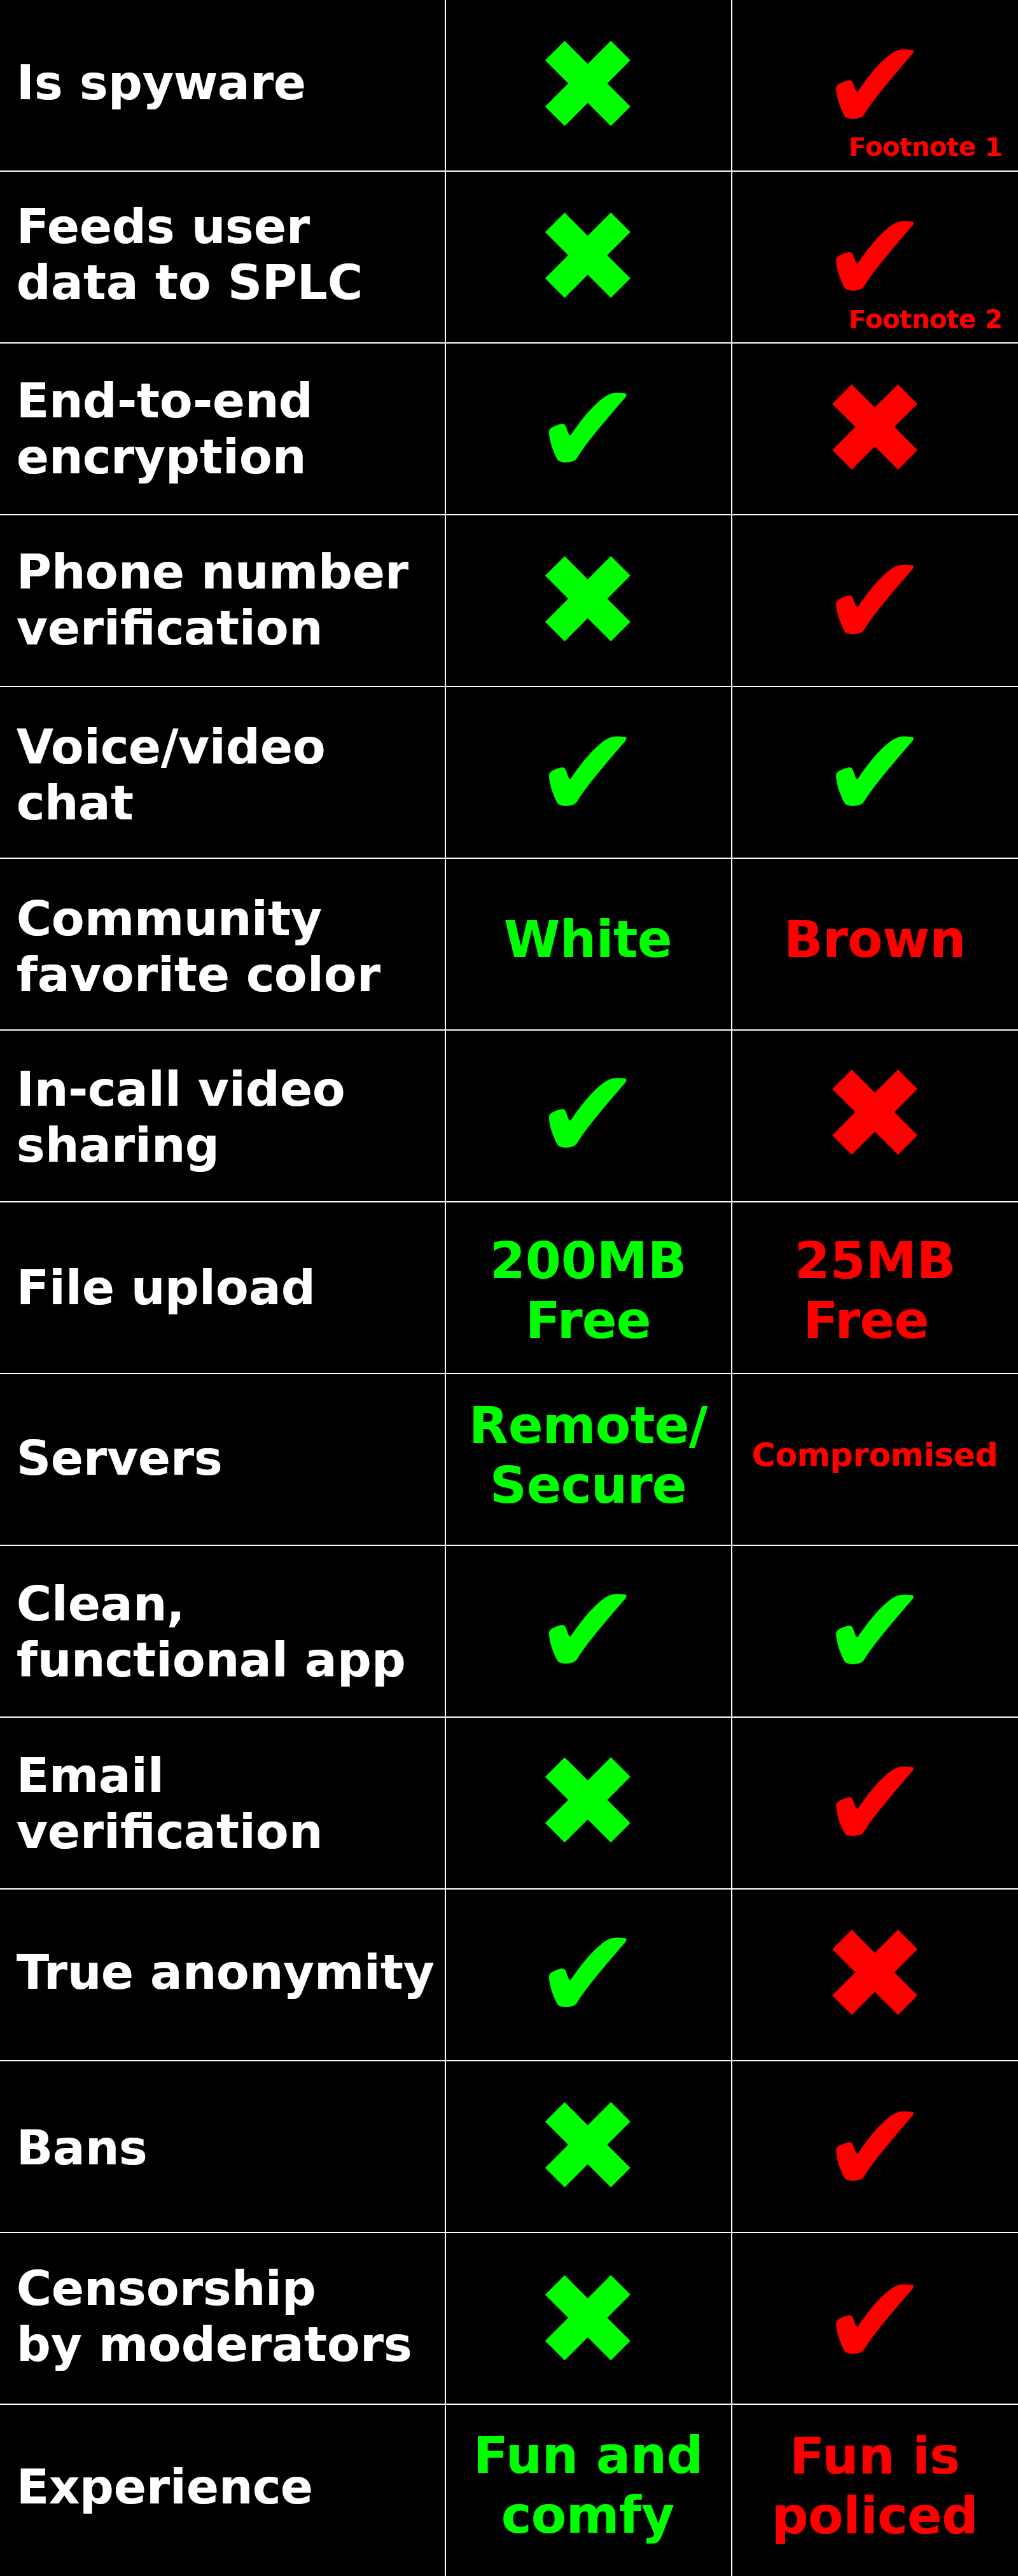 Is spyware
✖
✔
Footnote 1
Feeds user
data to SPLC
✖
✔
Footnote 2
End-to-end
encryption
✔
✖
Phone number
verification
✖
✔
Voice/video
chat
✔
✔
Community
favorite color
White
Brown
In-call video
sharing
✔
✖
File upload
200MB
Free
25MB
Free
Servers
Remote/
Secure
Compromised
Clean,
functional app
✔
✔
Email
verification
✖
✔
True anonymity
✔
✖
Bans
✖
✔
Censorship
by moderators
✖
✔
Experience
Fun and
comfy
Fun is
policed